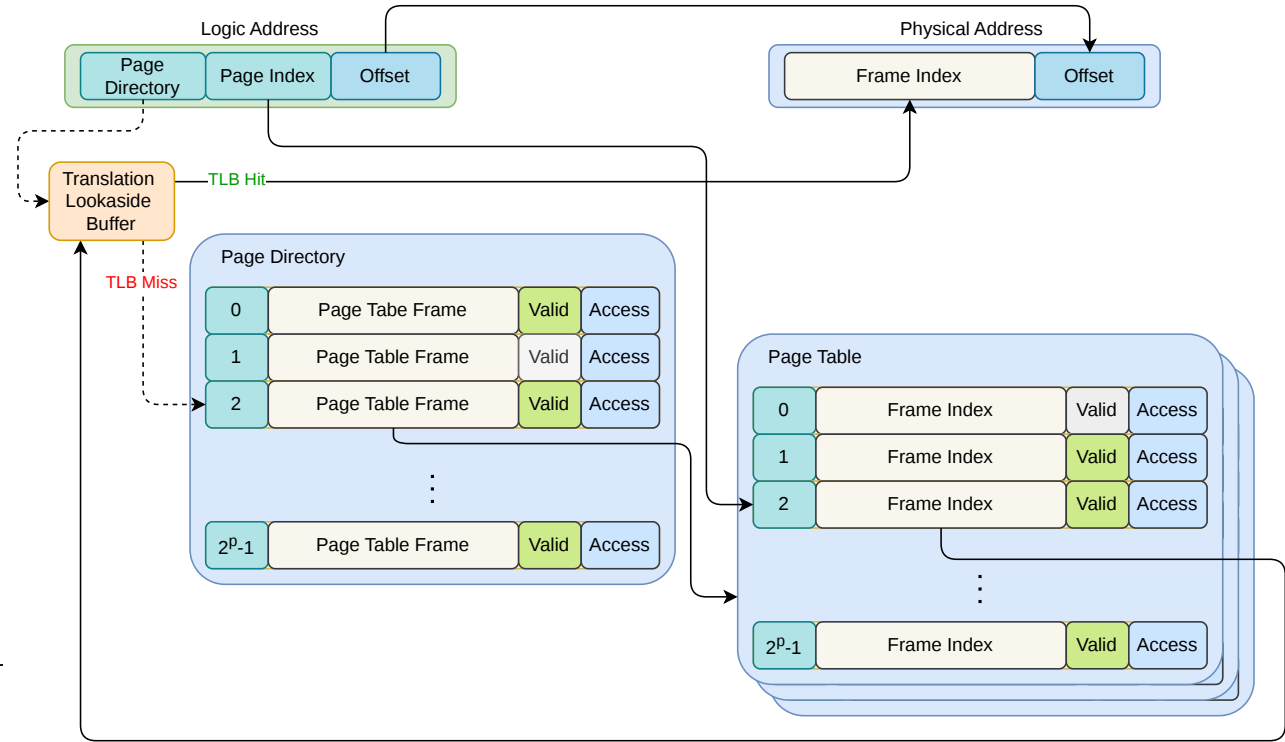 Logic Address
Physical Address
Page
Directory
Page Index
Offset
Frame Index
Offset
Translation
Lookaside
Buffer
TLB Hit
TLB Miss
Page Directory
0 Page Tabe Frame Valid Access
1 Page Table Frame Valid Access
2 Page Table Frame Valid Access
2ᵖ-1 Page Table Frame Valid Access
Page Table
0 Frame Index Valid Access
1 Frame Index Valid Access
2 Frame Index Valid Access
2ᵖ-1 Frame Index Valid Access